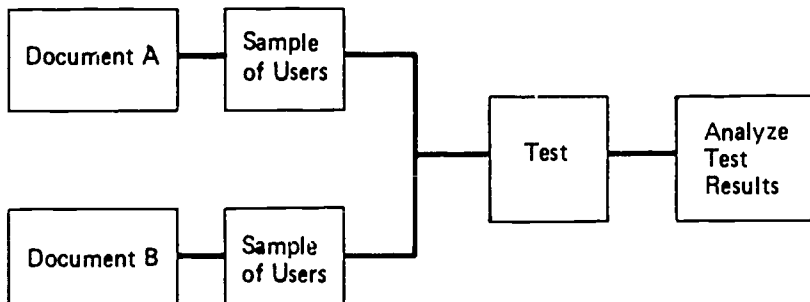 Document A
Sample
of Users
Test
Analyze
Test
Results
Document B
Sample
of Users